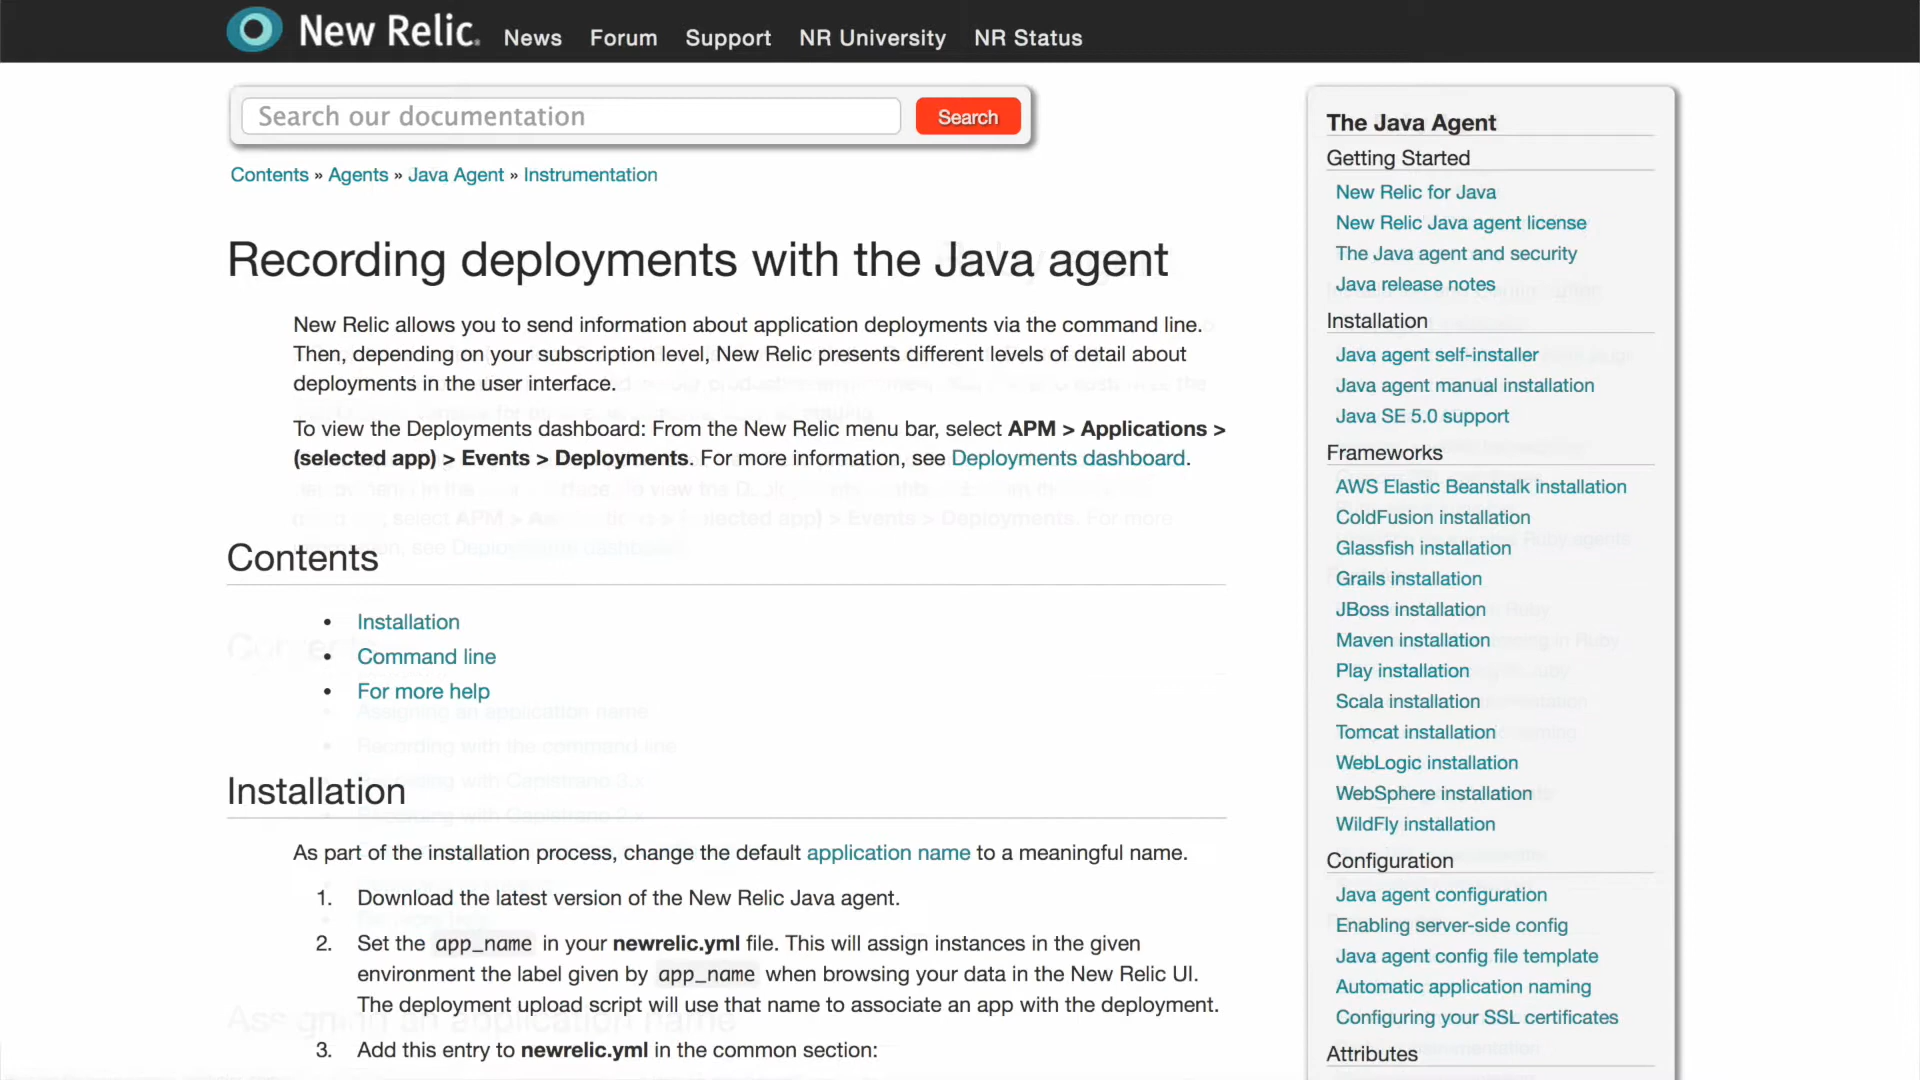 New Relic.
News Forum Support NR University NR Status
Search our documentation
Search
Contents » Agents » Java Agent » Instrumentation
Recording deployments with the Java agent
New Relic allows you to send information about application deployments via the command line.
Then, depending on your subscription level, New Relic presents different levels of detail about
deployments in the user interface.
To view the Deployments dashboard: From the New Relic menu bar, select APM > Applications >
(selected app) > Events > Deployments. For more information, see Deployments dashboard.
Contents
• Installation
• Command line
• For more help
Assigning an application name
Recording with the command line
Installation
As part of the installation process, change the default application name to a meaningful name.
1. Download the latest version of the New Relic Java agent.
2. Set the app_name in your newrelic.yml file. This will assign instances in the given
environment the label given by app_name when browsing your data in the New Relic UI.
The deployment upload script will use that name to associate an app with the deployment.
Assigning an application name
3. Add this entry to newrelic.yml in the common section:
The Java Agent
Getting Started
New Relic for Java
New Relic Java agent license
The Java agent and security
Java release notes
Installation
Java agent self-installer
Java agent manual installation
Java SE 5.0 support
Frameworks
AWS Elastic Beanstalk installation
ColdFusion installation
Glassfish installation
Grails installation
JBoss installation
Maven installation
Play installation
Scala installation
Tomcat installation
WebLogic installation
WebSphere installation
WildFly installation
Configuration
Java agent configuration
Enabling server-side config
Java agent config file template
Automatic application naming
Configuring your SSL certificates
Attributes